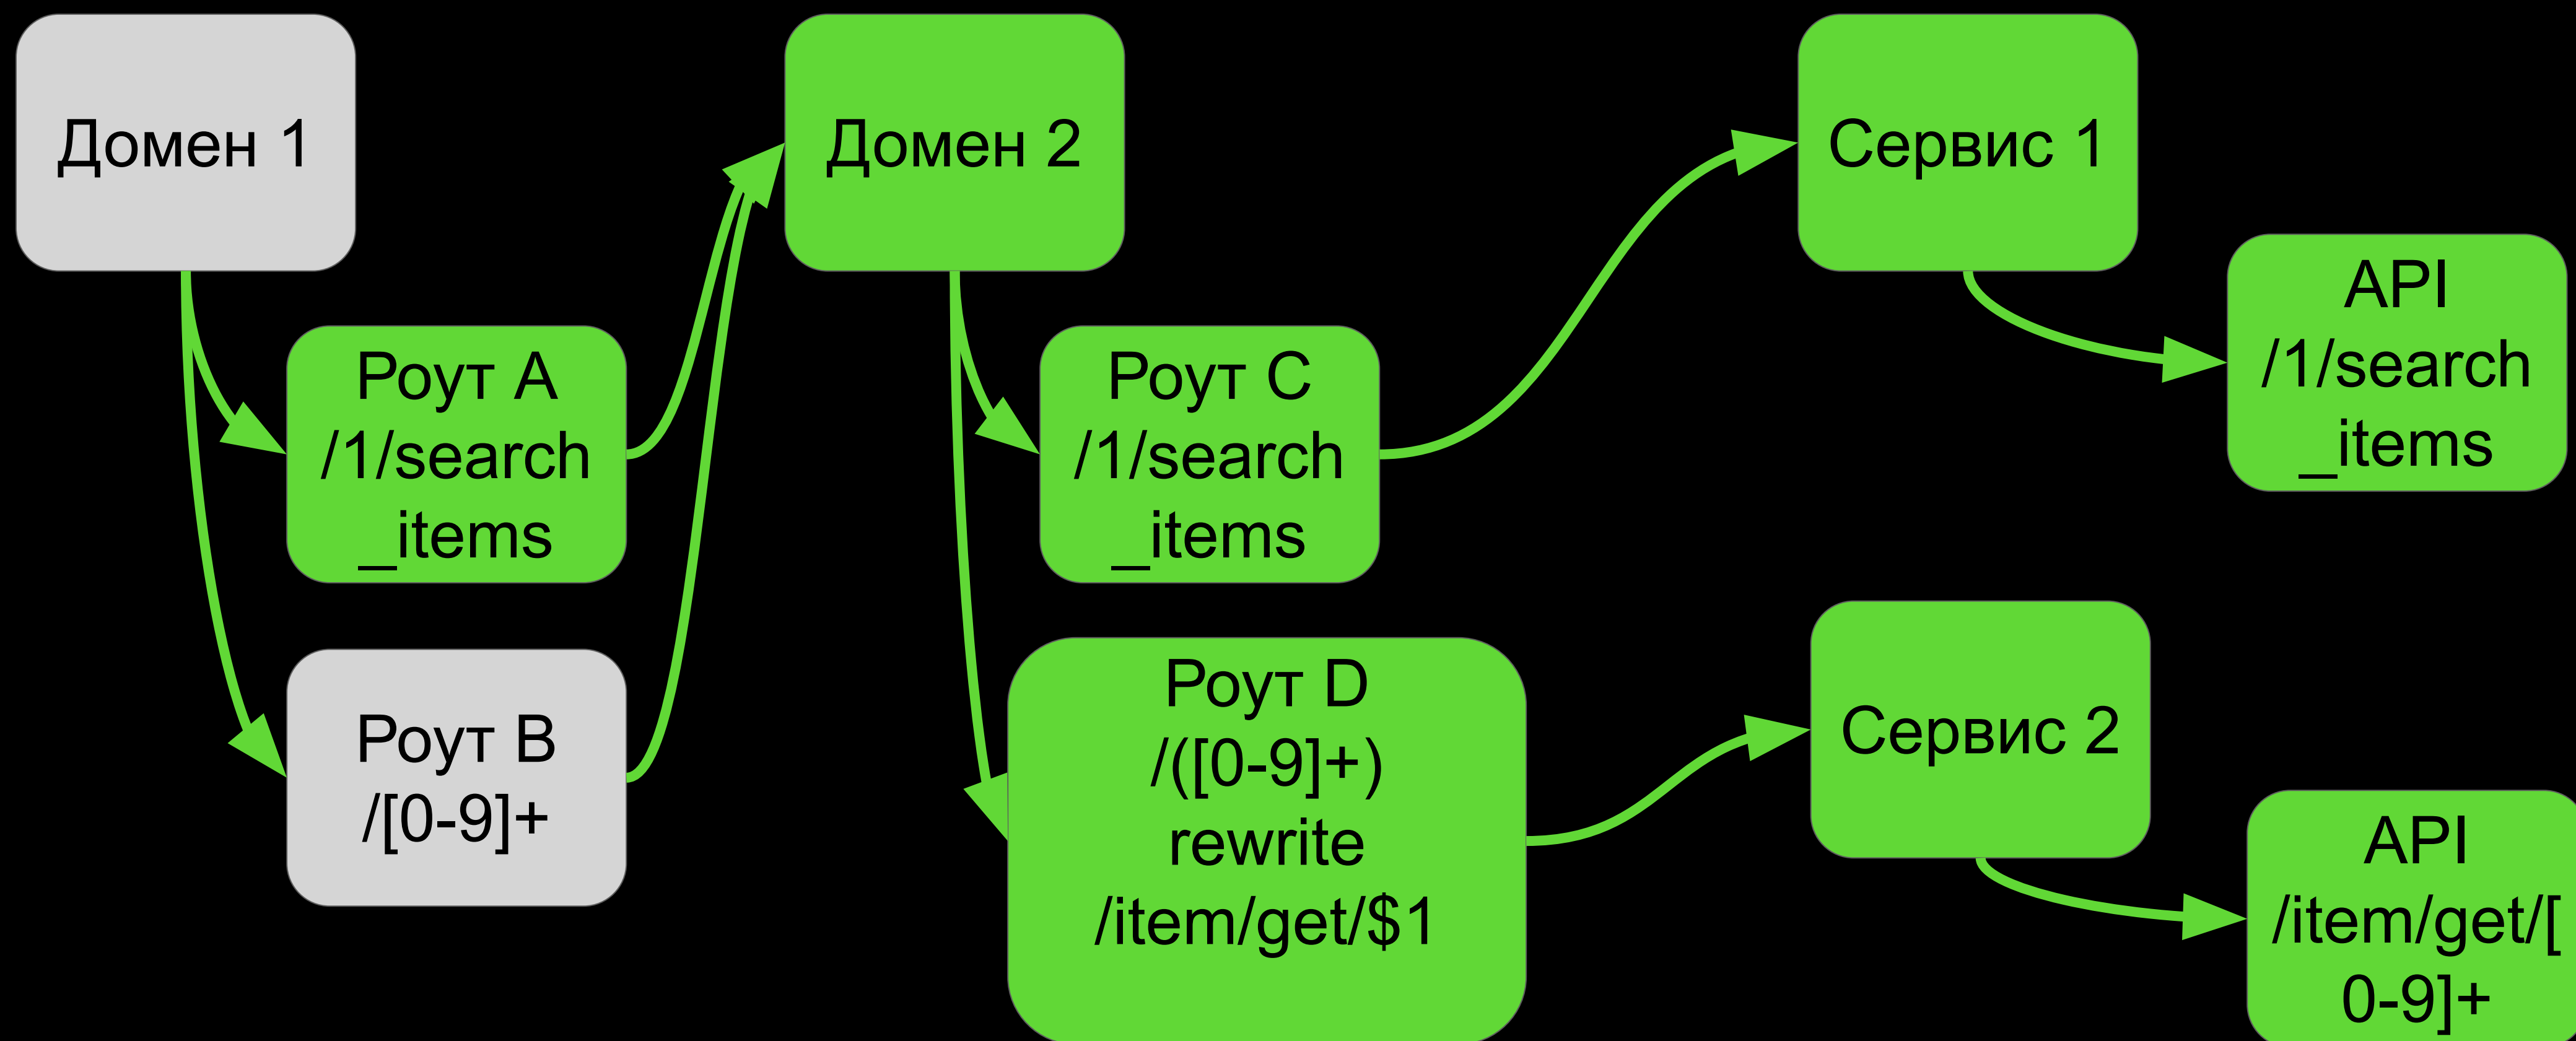 Домен 1
Домен 2
Сервис 1
Роут A
/1/search
_items
Роут B
/[0-9]+
Роут C
/1/search
_items
Роут D
/([0-9]+)
rewrite
/item/get/$1
API
/1/search
_items
Сервис 2
API
/item/get/[
0-9]+